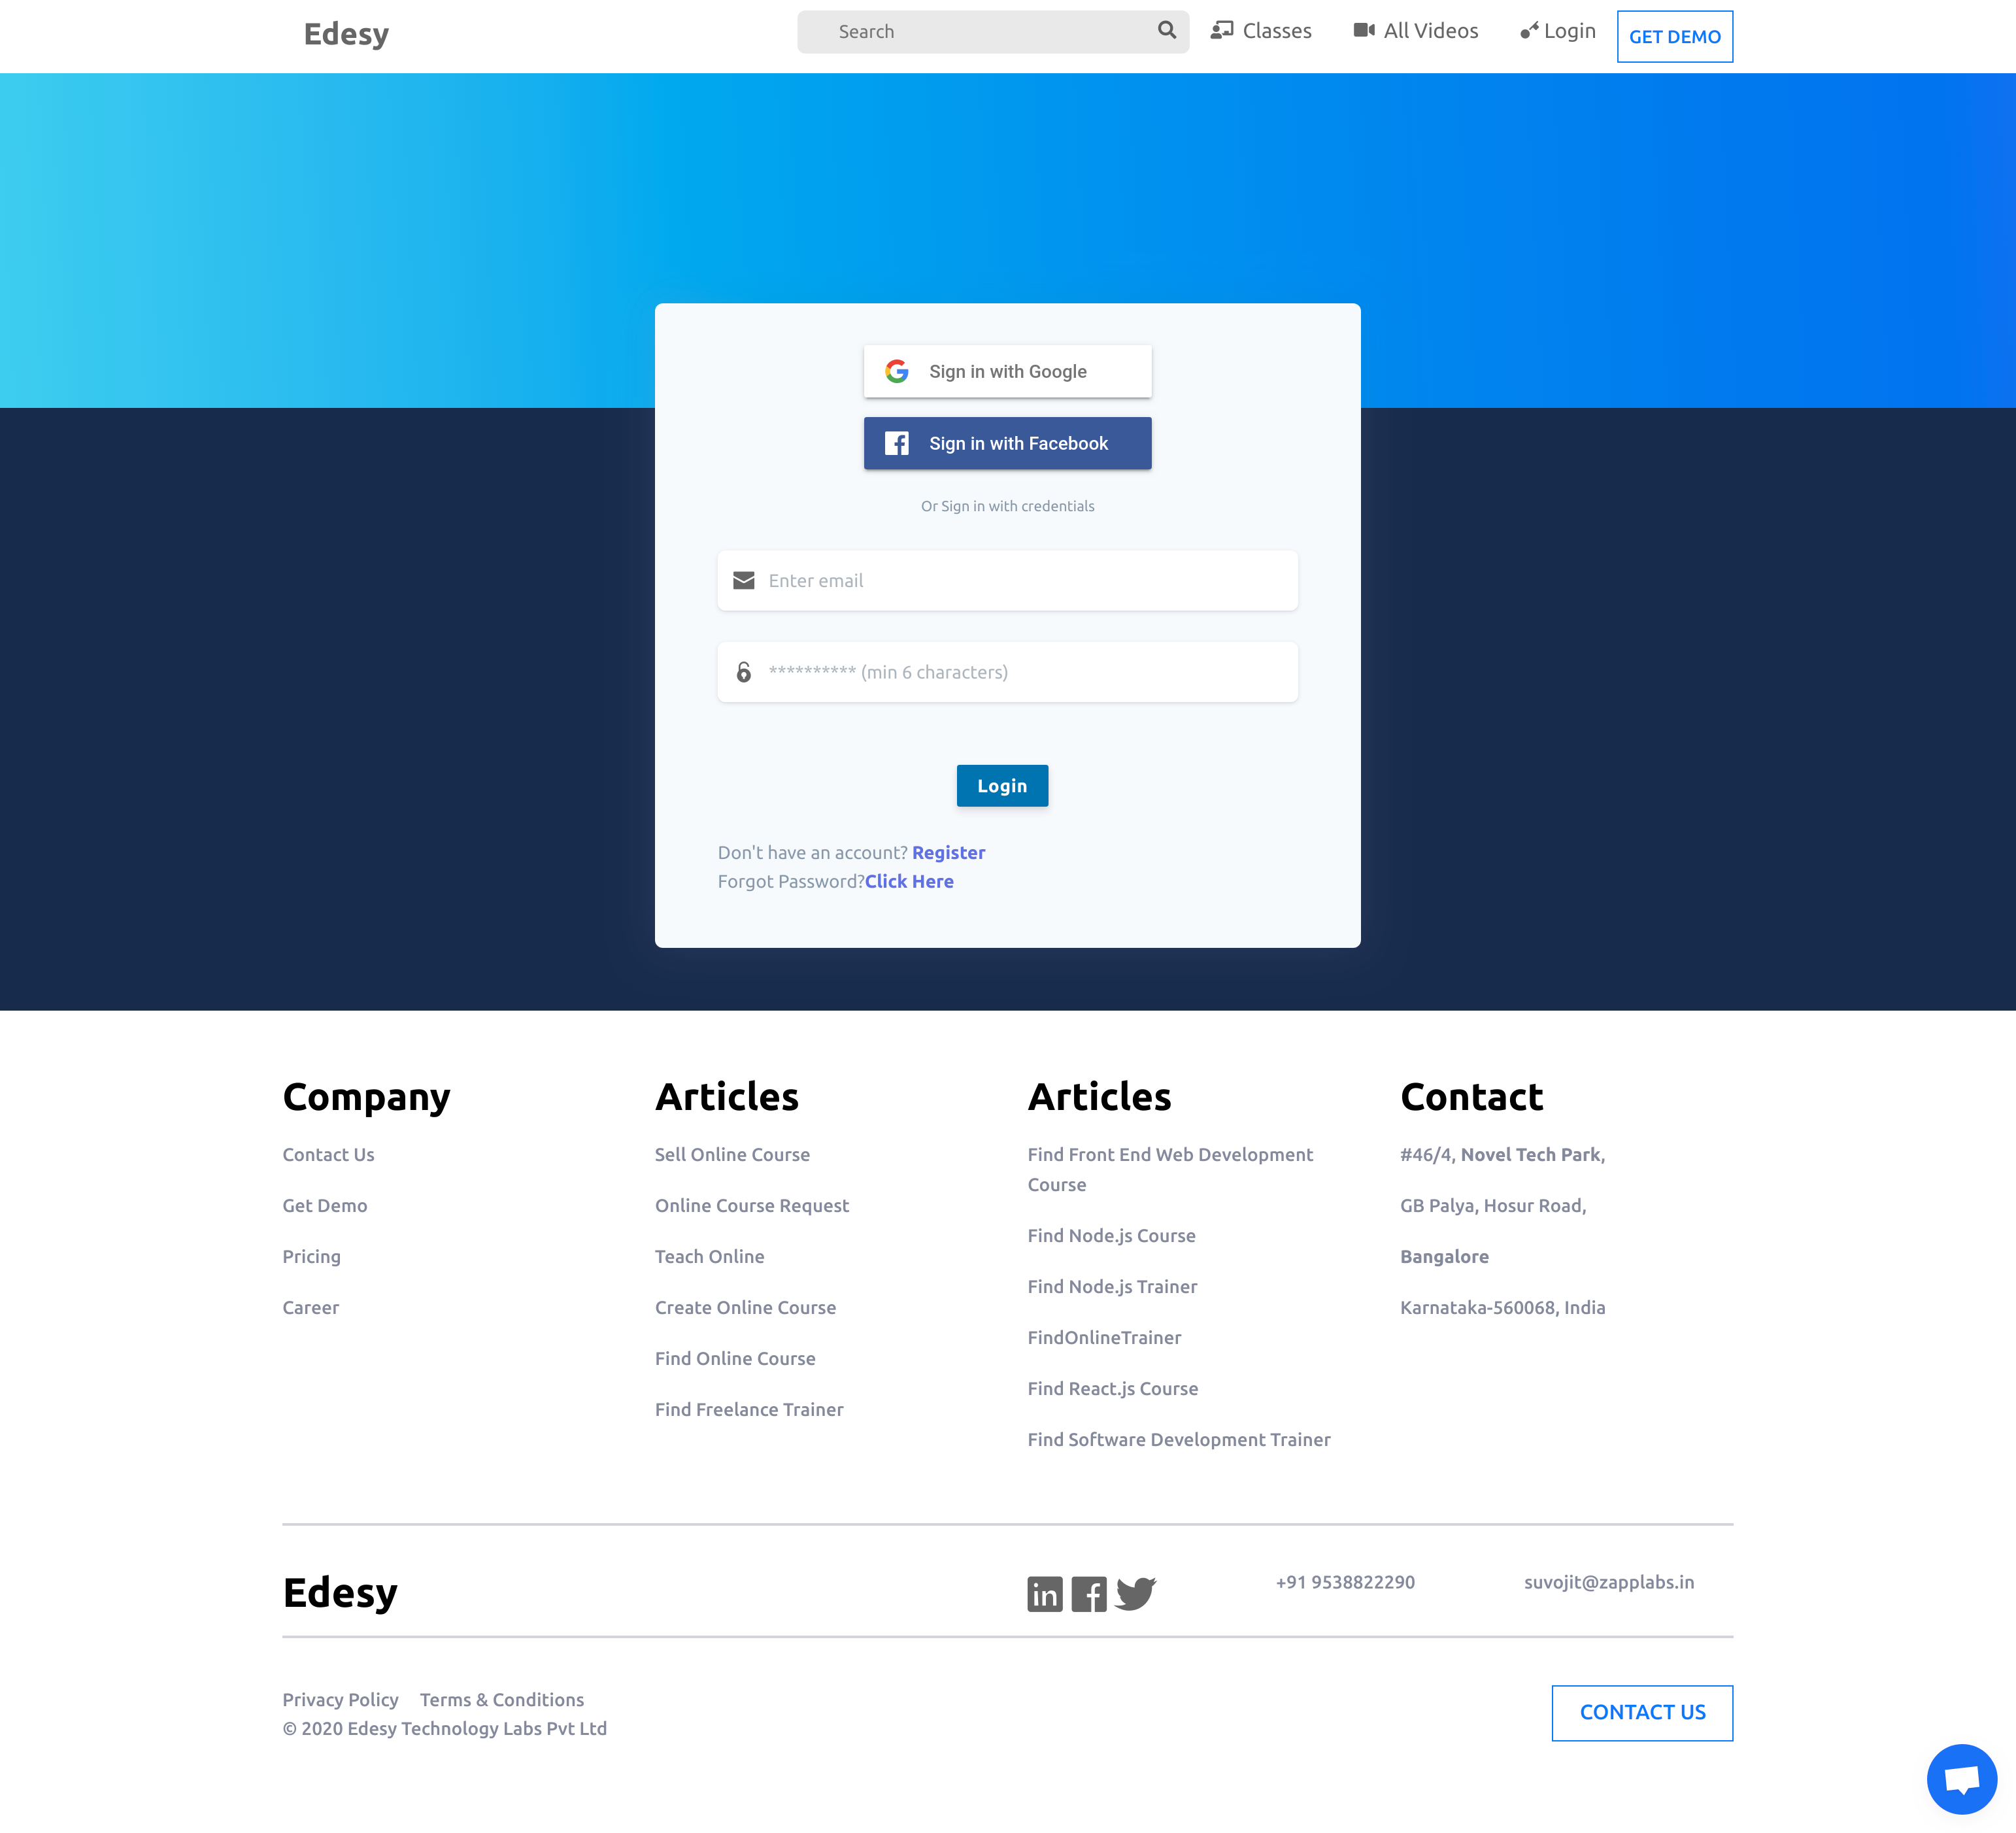 Edesy
Search
Classes
All Videos
Login
GET DEMO
Sign in with Google
Sign in with Facebook
Or Sign in with credentials
Enter email
********** (min 6 characters)
Login
Don't have an account? Register
Forgot Password?Click Here
Company
Contact Us
Get Demo
Pricing
Career
Articles
Sell Online Course
Online Course Request
Teach Online
Create Online Course
Find Online Course
Find Freelance Trainer
Articles
Find Front End Web Development
Course
Find Node.js Course
Find Node.js Trainer
FindOnlineTrainer
Find React.js Course
Find Software Development Trainer
Contact
#46/4, Novel Tech Park,
GB Palya, Hosur Road,
Bangalore
Karnataka-560068, India
Edesy
+91 9538822290
suvojit@zapplabs.in
Privacy Policy Terms & Conditions
© 2020 Edesy Technology Labs Pvt Ltd
CONTACT US